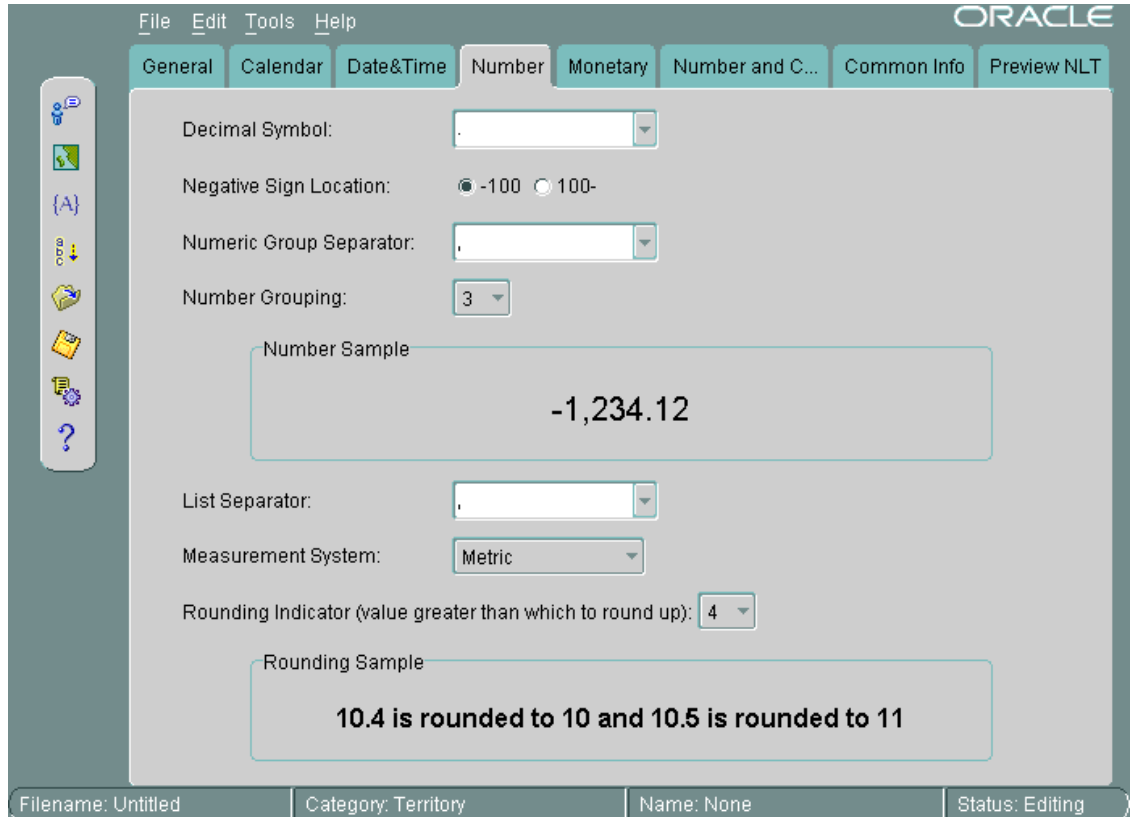 File Edit Tools Help
ORACLE
General Calendar Date&Time Number Monetary Number and C... Common Info Preview NLT
Decimal Symbol: .
Negative Sign Location: -100 100-
{A}
Numeric Group Separator: ,
a
b
c
Number Grouping: 3
Number Sample
-1,234.12
?
List Separator: ,
Measurement System: Metric
Rounding Indicator (value greater than which to round up): 4
Rounding Sample
10.4 is rounded to 10 and 10.5 is rounded to 11
Filename: Untitled Category: Territory Name: None Status: Editing